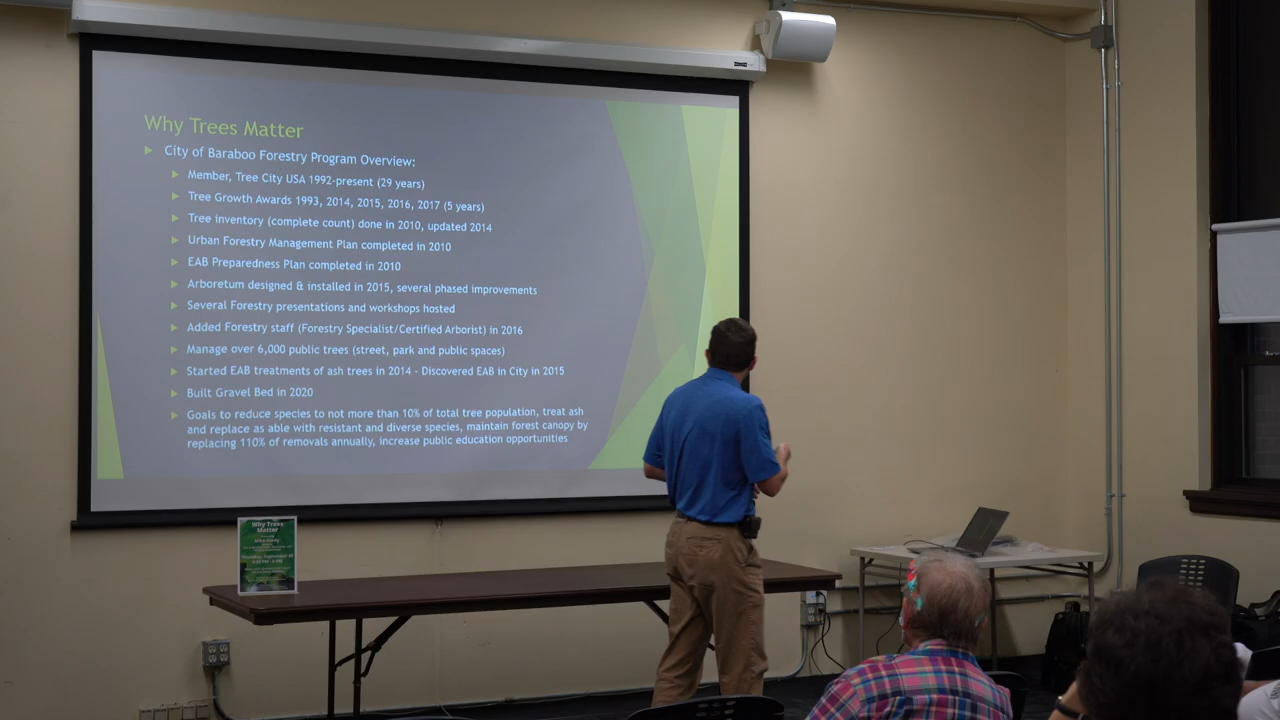 Why Trees Matter
City of Baraboo Forestry Program Overview:
Member, Tree City USA 1992-present (29 years)
Tree Growth Awards 1993, 2014, 2015, 2016, 2017 (5 years)
Tree inventory (complete count) done in 2010, updated 2014
Urban Forestry Management Plan completed in 2010
EAB Preparedness Plan completed in 2010
Arboretum designed & installed in 2015, several phased improvements
Several Forestry presentations and workshops hosted
Added Forestry staff (Forestry Specialist/Certified Arborist) in 2016
Manage over 6,000 public trees (street, park and public spaces)
Started EAB treatments of ash trees in 2014 - Discovered EAB in City in 2015
Built Gravel Bed in 2020
Goals to reduce species to not more than 10% of total tree population, treat ash
and replace as able with resistant and diverse species, maintain forest canopy by
replacing 110% of removals annually, increase public education opportunities
Why Trees
Matter